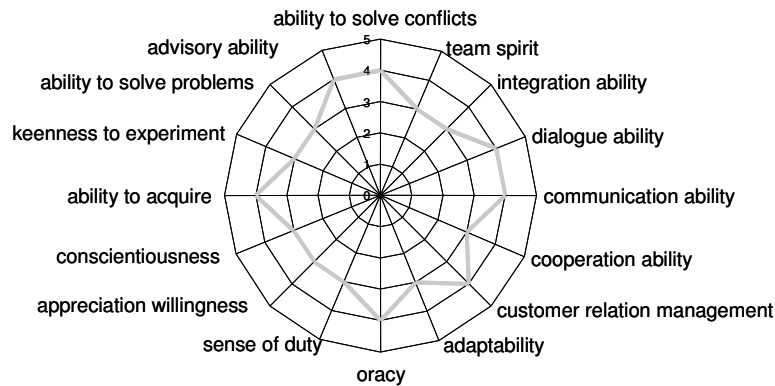 ability to solve conflicts
5
advisory ability
team spirit
4
ability to solve problems
integration ability
3
keenness to experiment
dialogue ability
2
1
ability to acquire
0
communication ability
conscientiousness
cooperation ability
appreciation willingness
customer relation management
sense of duty
adaptability
oracy